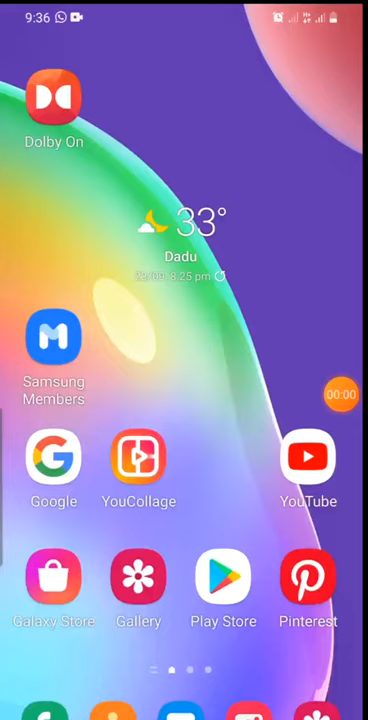 9:36
Dolby On
33°
Dadu
8:25 pm
Samsung
Members
00:00
Google YouCollage YouTube
Galaxy Store Gallery Play Store Pinterest